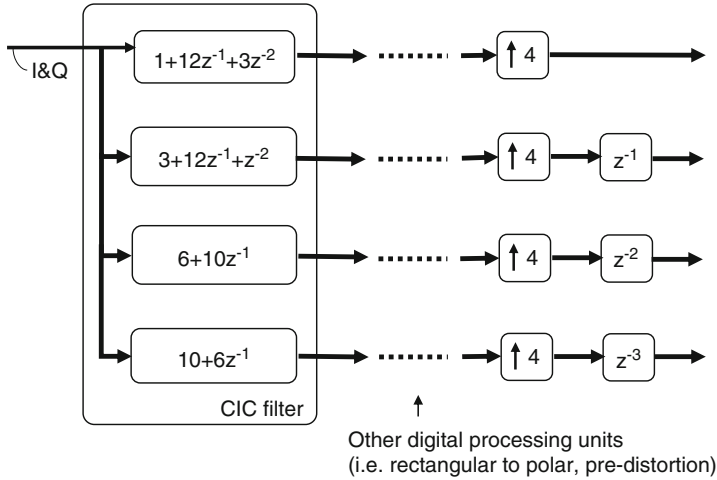 I&Q
1+12z⁻¹+3z⁻²
↑ 4
3+12z⁻¹+z⁻²
↑ 4
z⁻¹
6+10z⁻¹
↑ 4
z⁻²
10+6z⁻¹
↑ 4
z⁻³
CIC filter
Other digital processing units
(i.e. rectangular to polar, pre-distortion)